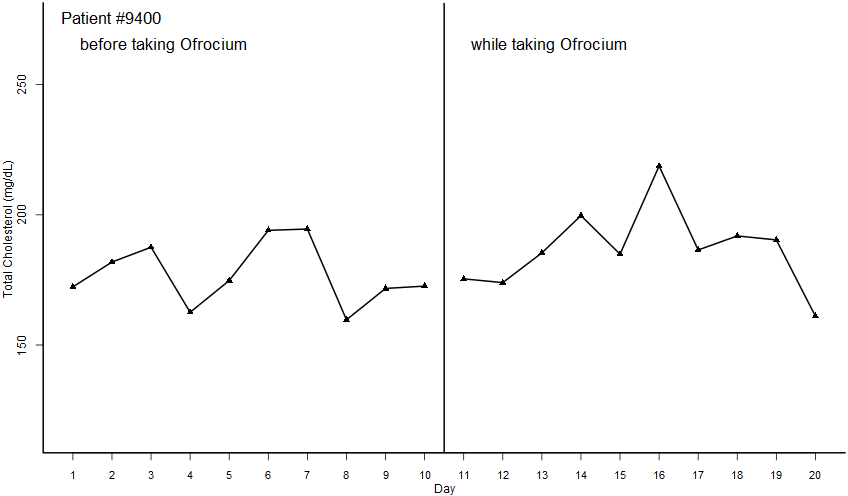 Patient #9400
before taking Ofrocium
while taking Ofrocium
Total Cholesterol (mg/dL)
250
200
150
1 2 3 4 5 6 7 8 9 10 11 12 13 14 15 16 17 18 19 20
Day